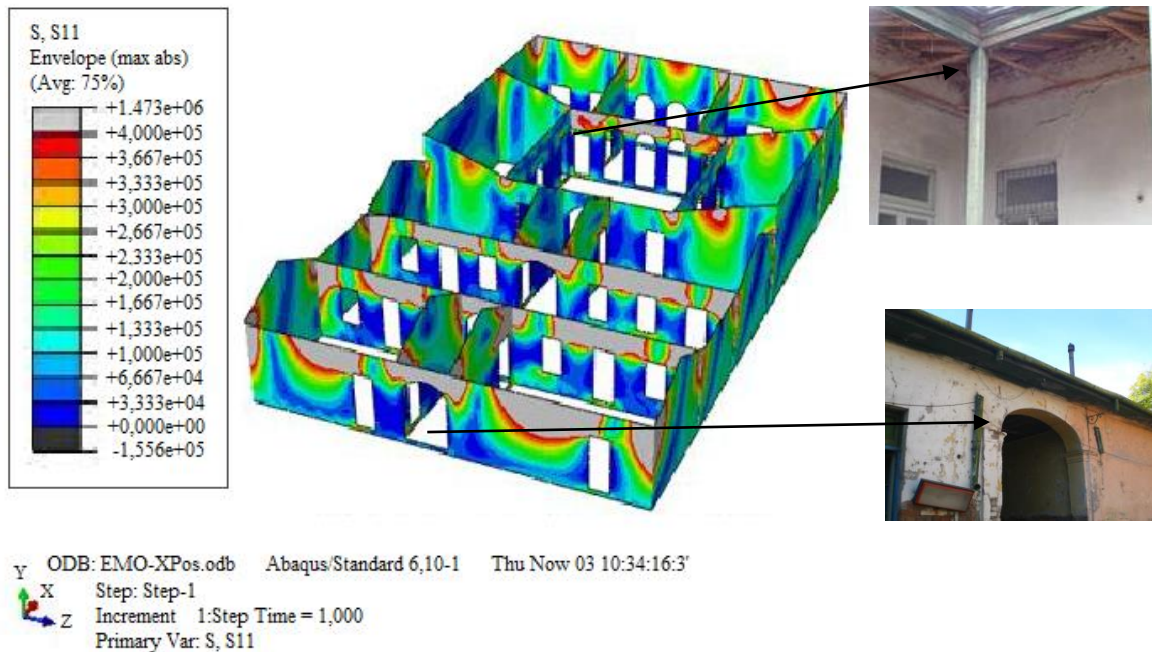 S, S11
Envelope (max abs)
(Avg: 75%)
+1.473e+06
+4,000e+05
+3,667e+05
+3,333e+05
+3,000e+05
+2,667e+05
+2.333e+05
+2,000e+05
+1,667e+05
+1,333e+05
+1,000e+05
+6,667e+04
+3,333e+04
+0,000e+00
-1,556e+05
Y
X
Z
ODB: EMO-XPos.odb Abaqus/Standard 6,10-1 Thu Now 03 10:34:16:3'
Step: Step-1
Increment 1:Step Time = 1,000
Primary Var: S, S11